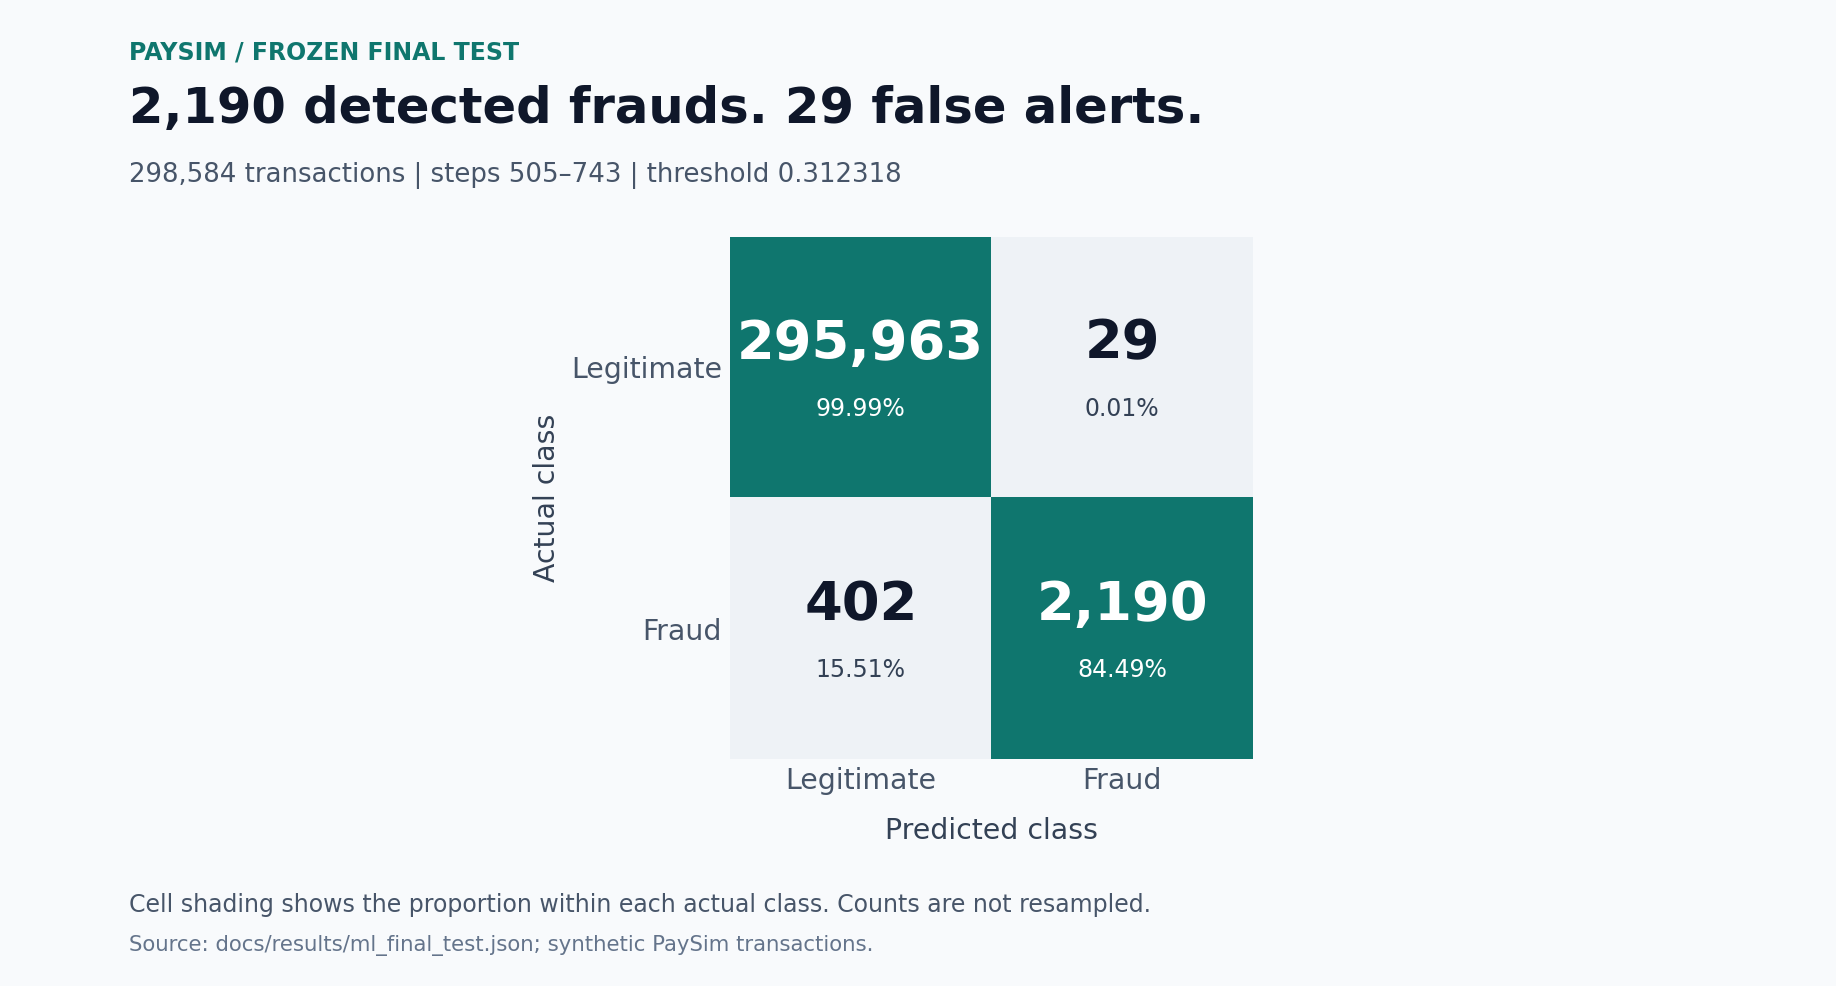 PAYSIM / FROZEN FINAL TEST
2,190 detected frauds. 29 false alerts.
298,584 transactions | steps 505–743 | threshold 0.312318
295,963
29
Legitimate
99.99%
0.01%
Actual class
402
2,190
Fraud
15.51%
84.49%
Legitimate
Fraud
Predicted class
Cell shading shows the proportion within each actual class. Counts are not resampled.
Source: docs/results/ml_final_test.json; synthetic PaySim transactions.